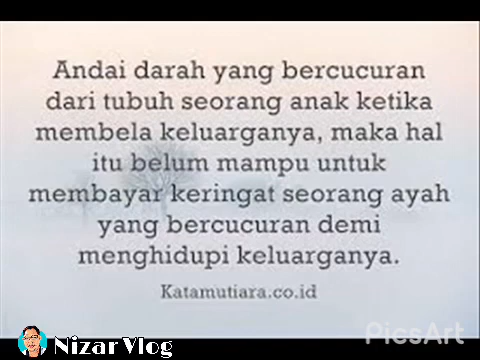 Andai darah yang bercucuran
dari tubuh seorang anak ketika
membela keluarganya, maka hal
itu belum mampu untuk
membayar keringat seorang ayah
yang bercucuran demi
menghidupi keluarganya.
Katamutiara.co.id
PicsArt
Nizar Vlog